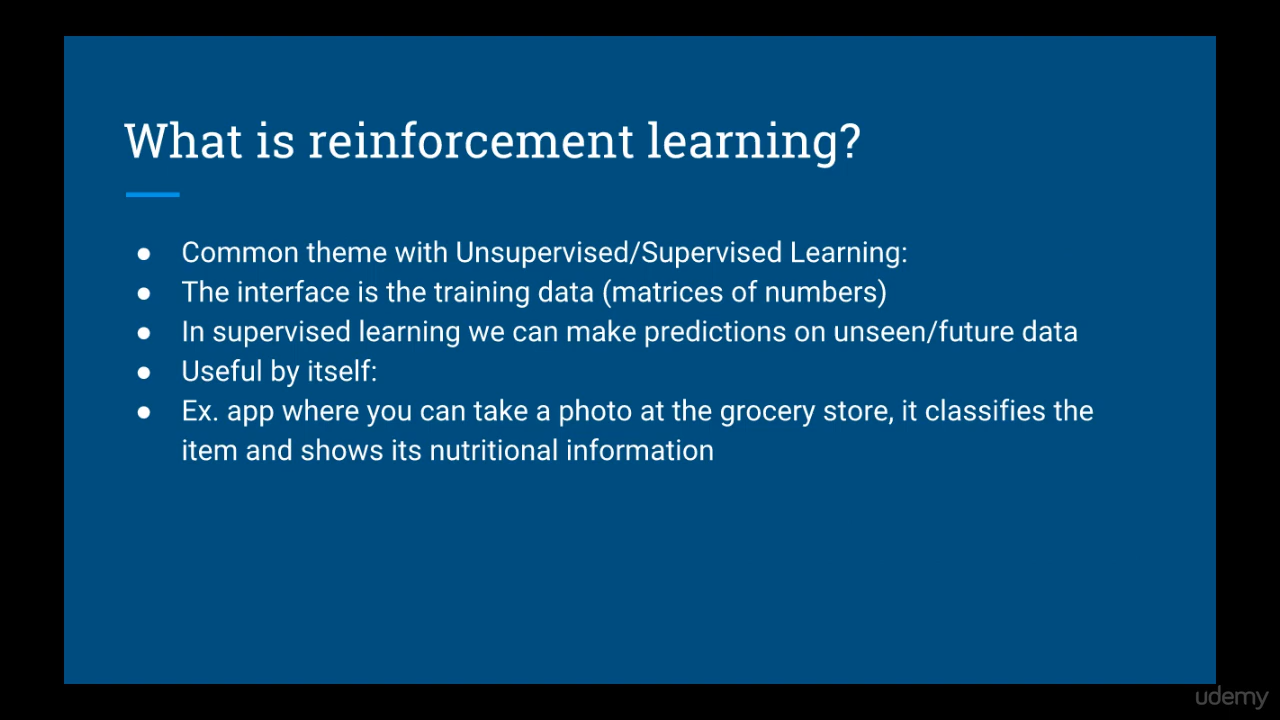 What is reinforcement learning?
● Common theme with Unsupervised/Supervised Learning:
● The interface is the training data (matrices of numbers)
● In supervised learning we can make predictions on unseen/future data
● Useful by itself:
● Ex. app where you can take a photo at the grocery store, it classifies the
item and shows its nutritional information
udemy